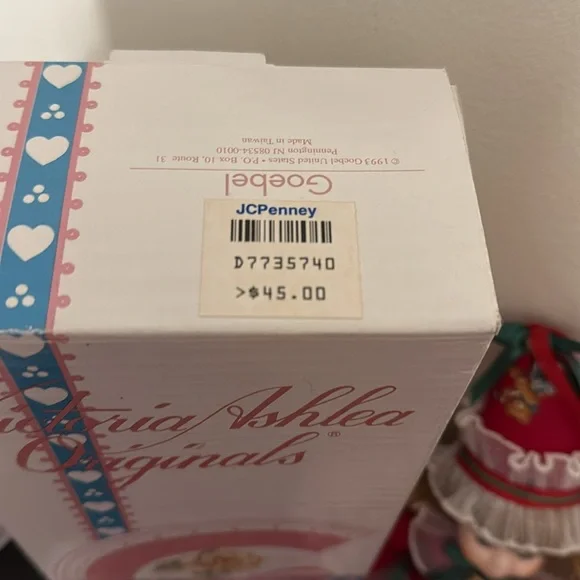 © 1993 Goebel United States • P.O. Box 10, Route 31
Pennington NJ 08534-0010
Made in Taiwan
Goebel
JCPenney
D7735740
>$45.00
Victoria Ashlea
Originals®